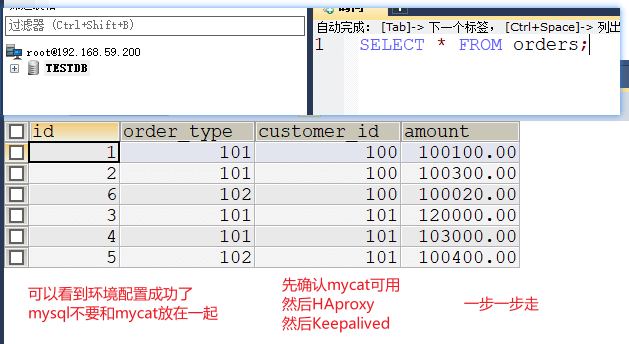 过滤器 (Ctrl+Shift+B)
root@192.168.59.200
TESTDB
自动完成: [Tab]-> 下一个标签, [Ctrl+Space]-> 列出
1 SELECT * FROM orders;
id order_type customer_id amount
1 101 100 100100.00
2 101 100 100300.00
6 102 100 100020.00
3 101 101 120000.00
4 101 101 103000.00
5 102 101 100400.00
可以看到环境配置成功了
mysql不要和mycat放在一起
先确认mycat可用
然后HAproxy
然后Keepalived
一步一步走